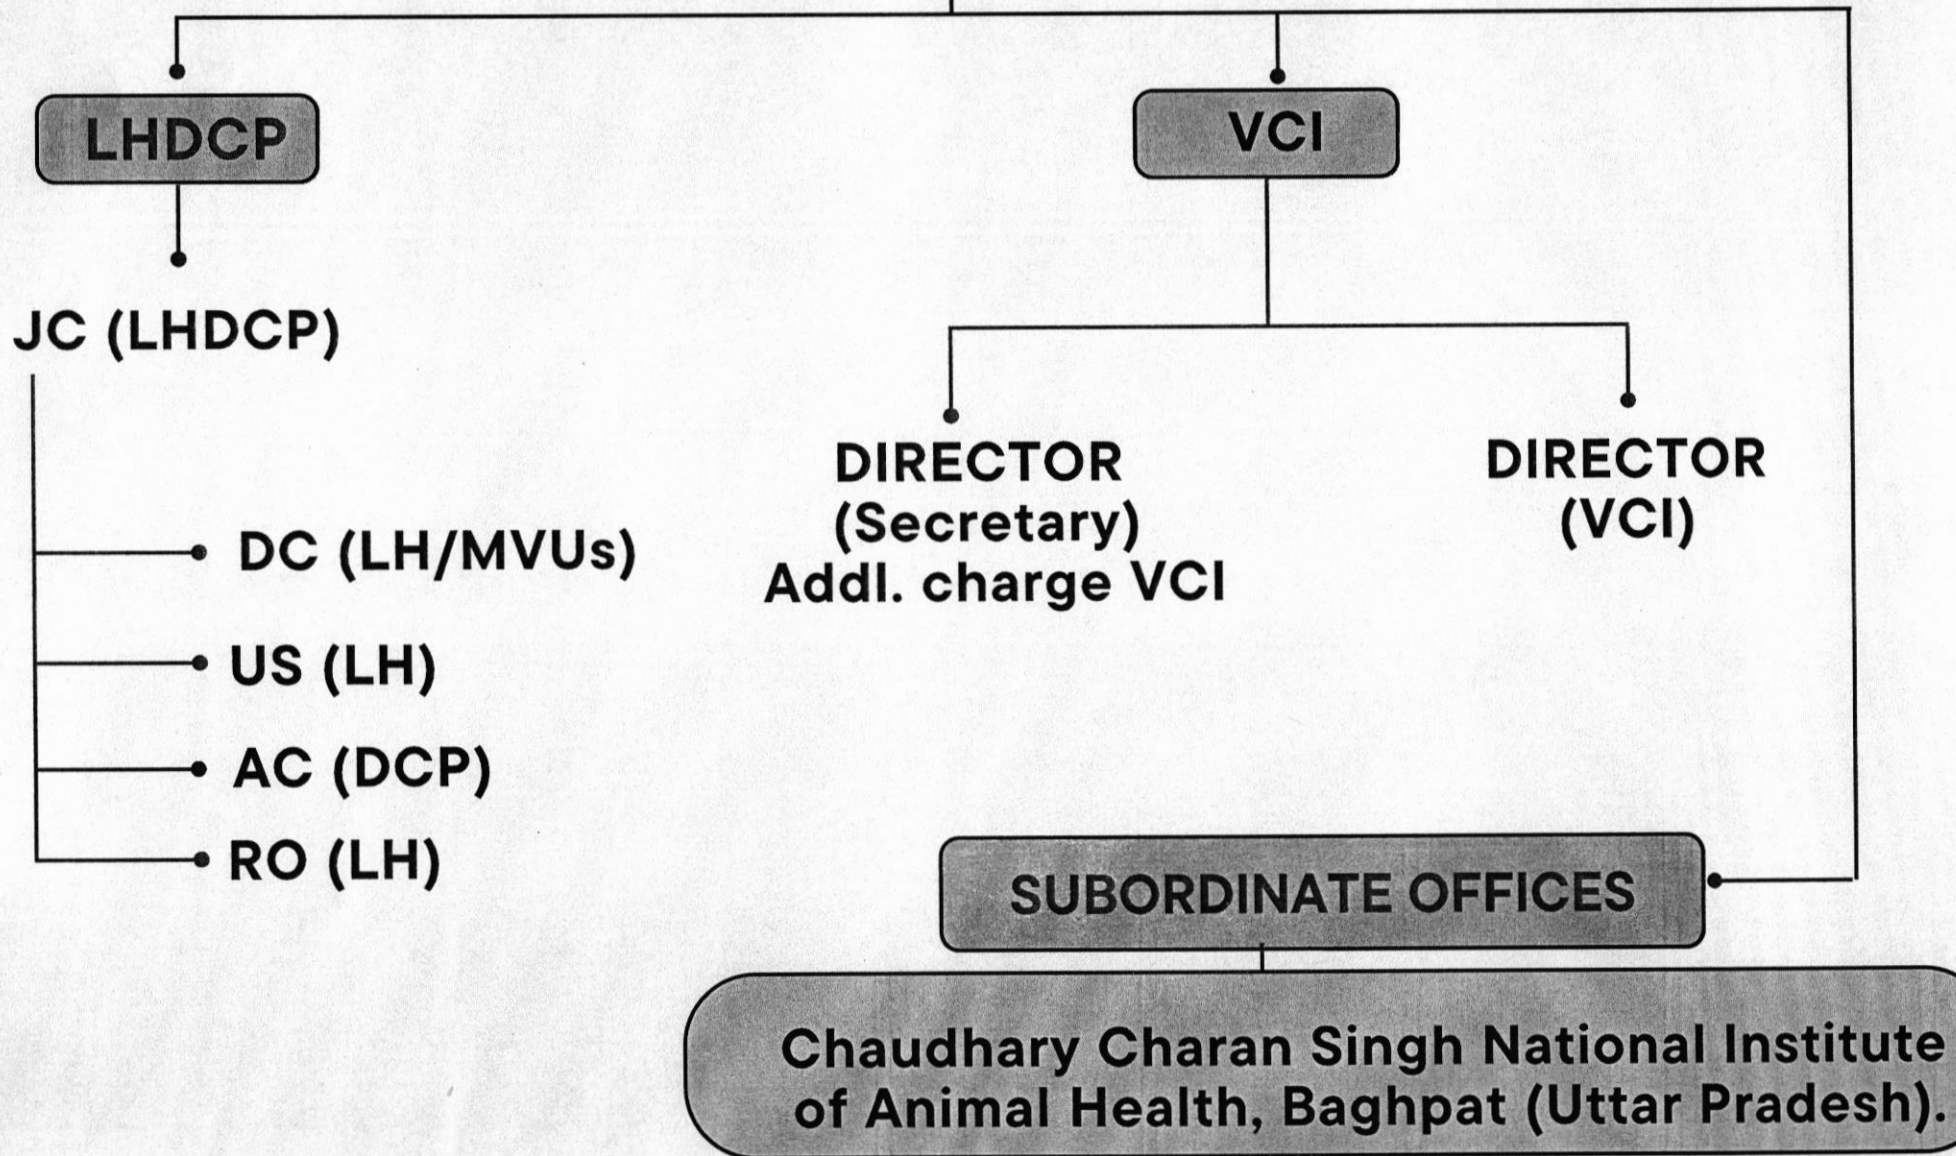 LHDCP
VCI
JC (LHDCP)
DIRECTOR
(Secretary)
Addl. charge VCI
DIRECTOR
(VCI)
DC (LH/MVUs)
US (LH)
AC (DCP)
RO (LH)
SUBORDINATE OFFICES
Chaudhary Charan Singh National Institute
of Animal Health, Baghpat (Uttar Pradesh).